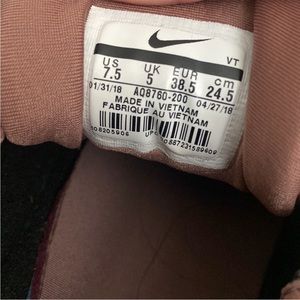 VT
US UK EUR cm
7.5 5 38.5 24.5
01/31/18 AQ8760-200 04/27/18
MADE IN VIETNAM
FABRIQUE AU VIETNAM